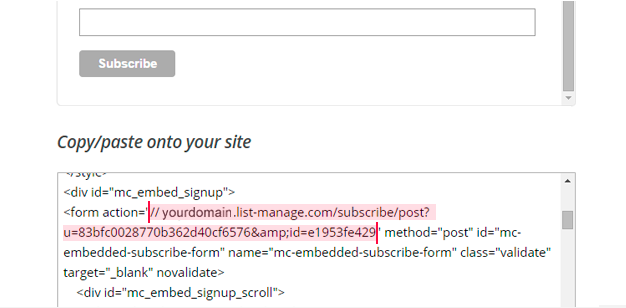 Subscribe
Copy/paste onto your site
</style>
<div id="mc_embed_signup">
<form action="// yourdomain.list-manage.com/subscribe/post?
u=83bfc0028770b362d40cf6576&amp;id=e1953fe429" method="post" id="mc-
embedded-subscribe-form" name="mc-embedded-subscribe-form" class="validate"
target="_blank" novalidate>
<div id="mc_embed_signup_scroll">